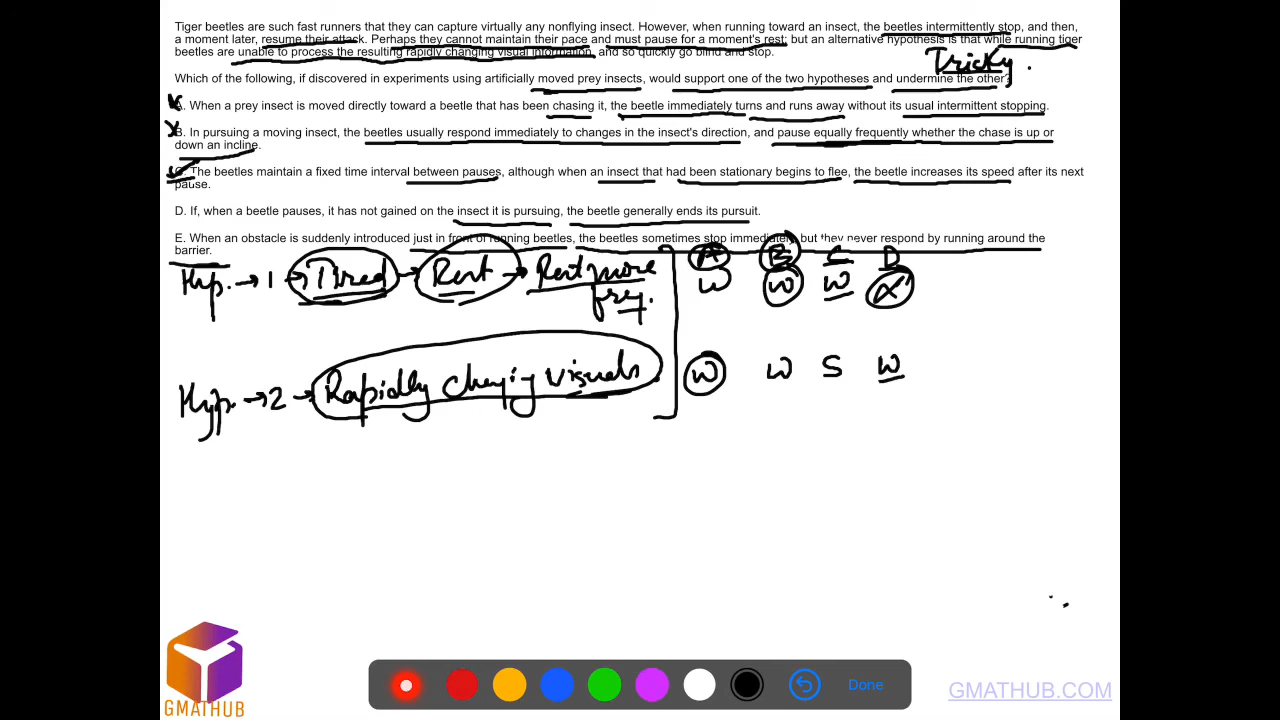 Tiger beetles are such fast runners that they can capture virtually any nonflying insect. However, when running toward an insect, the beetles intermittently stop, and then,
a moment later, resume their attack. Perhaps they cannot maintain their pace and must pause for a moment's rest; but an alternative hypothesis is that while running tiger
beetles are unable to process the resulting rapidly changing visual information, and so quickly go blind and stop.
Tricky.
Which of the following, if discovered in experiments using artificially moved prey insects, would support one of the two hypotheses and undermine the other?
A. When a prey insect is moved directly toward a beetle that has been chasing it, the beetle immediately turns and runs away without its usual intermittent stopping.
B. In pursuing a moving insect, the beetles usually respond immediately to changes in the insect's direction, and pause equally frequently whether the chase is up or
down an incline.
C. The beetles maintain a fixed time interval between pauses, although when an insect that had been stationary begins to flee, the beetle increases its speed after its next
pause.
D. If, when a beetle pauses, it has not gained on the insect it is pursuing, the beetle generally ends its pursuit.
E. When an obstacle is suddenly introduced just in front of running beetles, the beetles sometimes stop immediately, but they never respond by running around the
barrier.
A B C D
Hyp. → 1 → Tired → Rest → Rest more
freq.
W W W
Hyp. → 2 → Rapidly changing visuals
W W S W
GMATHUB
Done
GMATHUB.COM